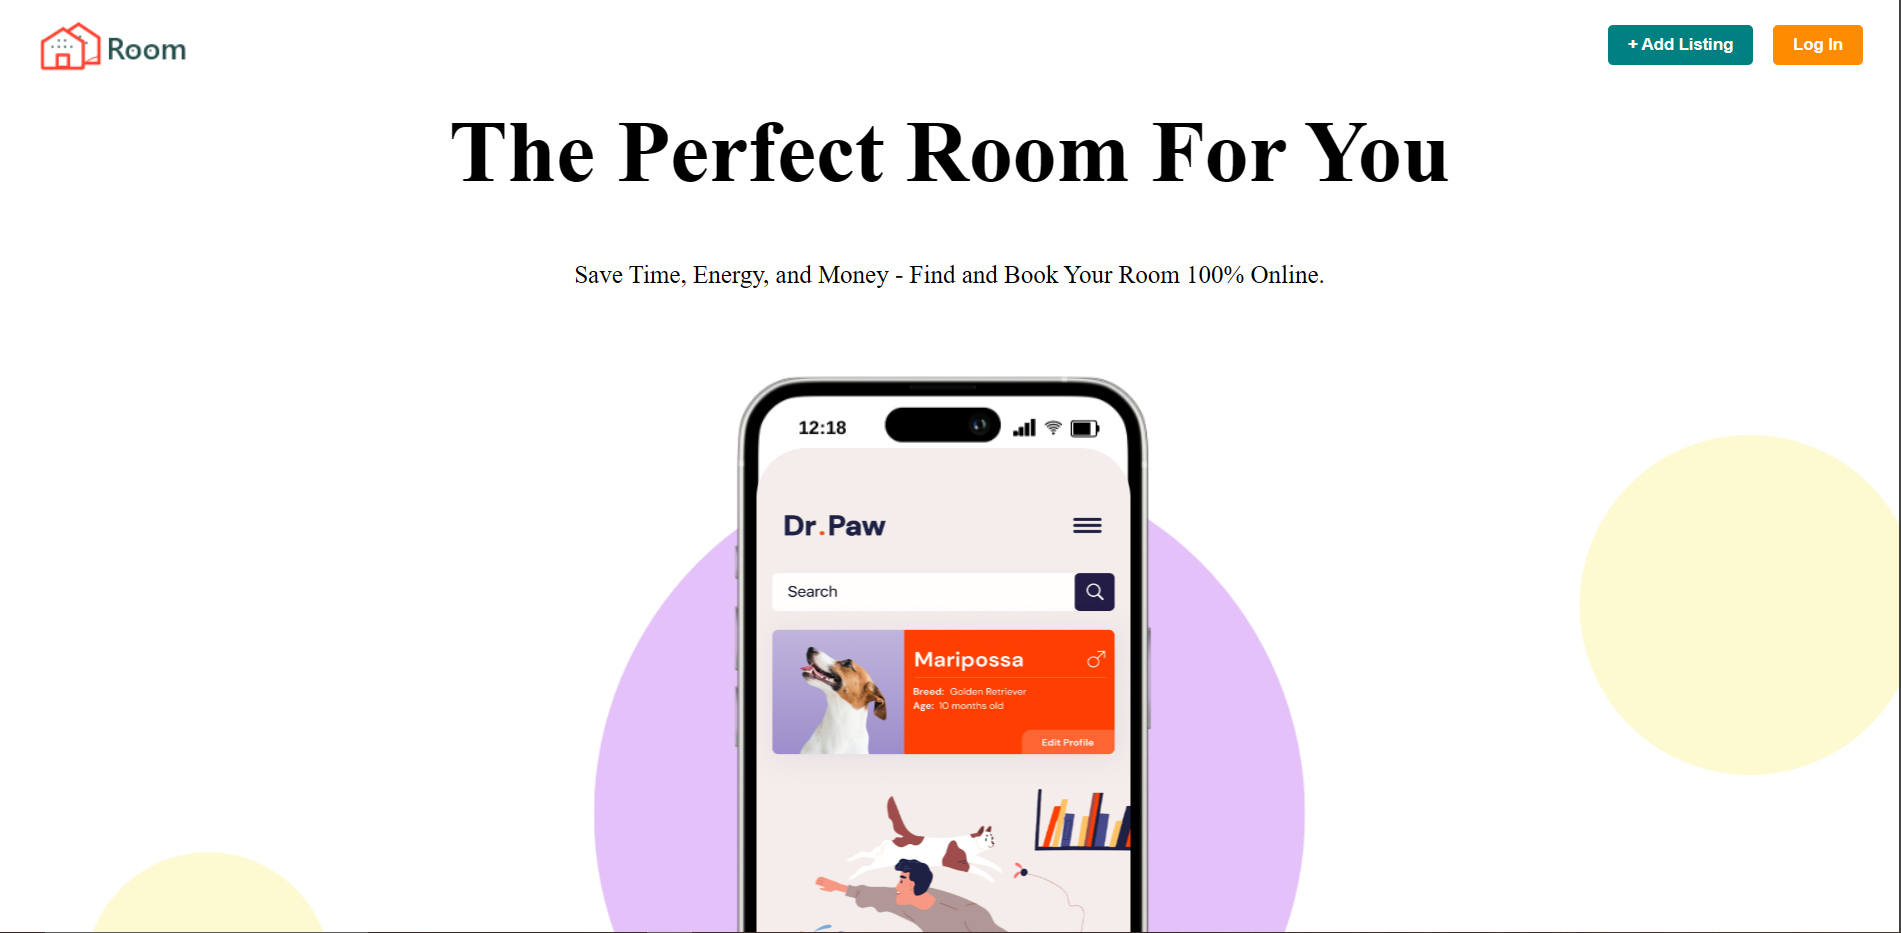 Room
+ Add Listing
Log In
The Perfect Room For You
Save Time, Energy, and Money - Find and Book Your Room 100% Online.
12:18
Dr.Paw
Search
Maripossa
Breed: Golden Retriever
Age: 10 months old
Edit Profile